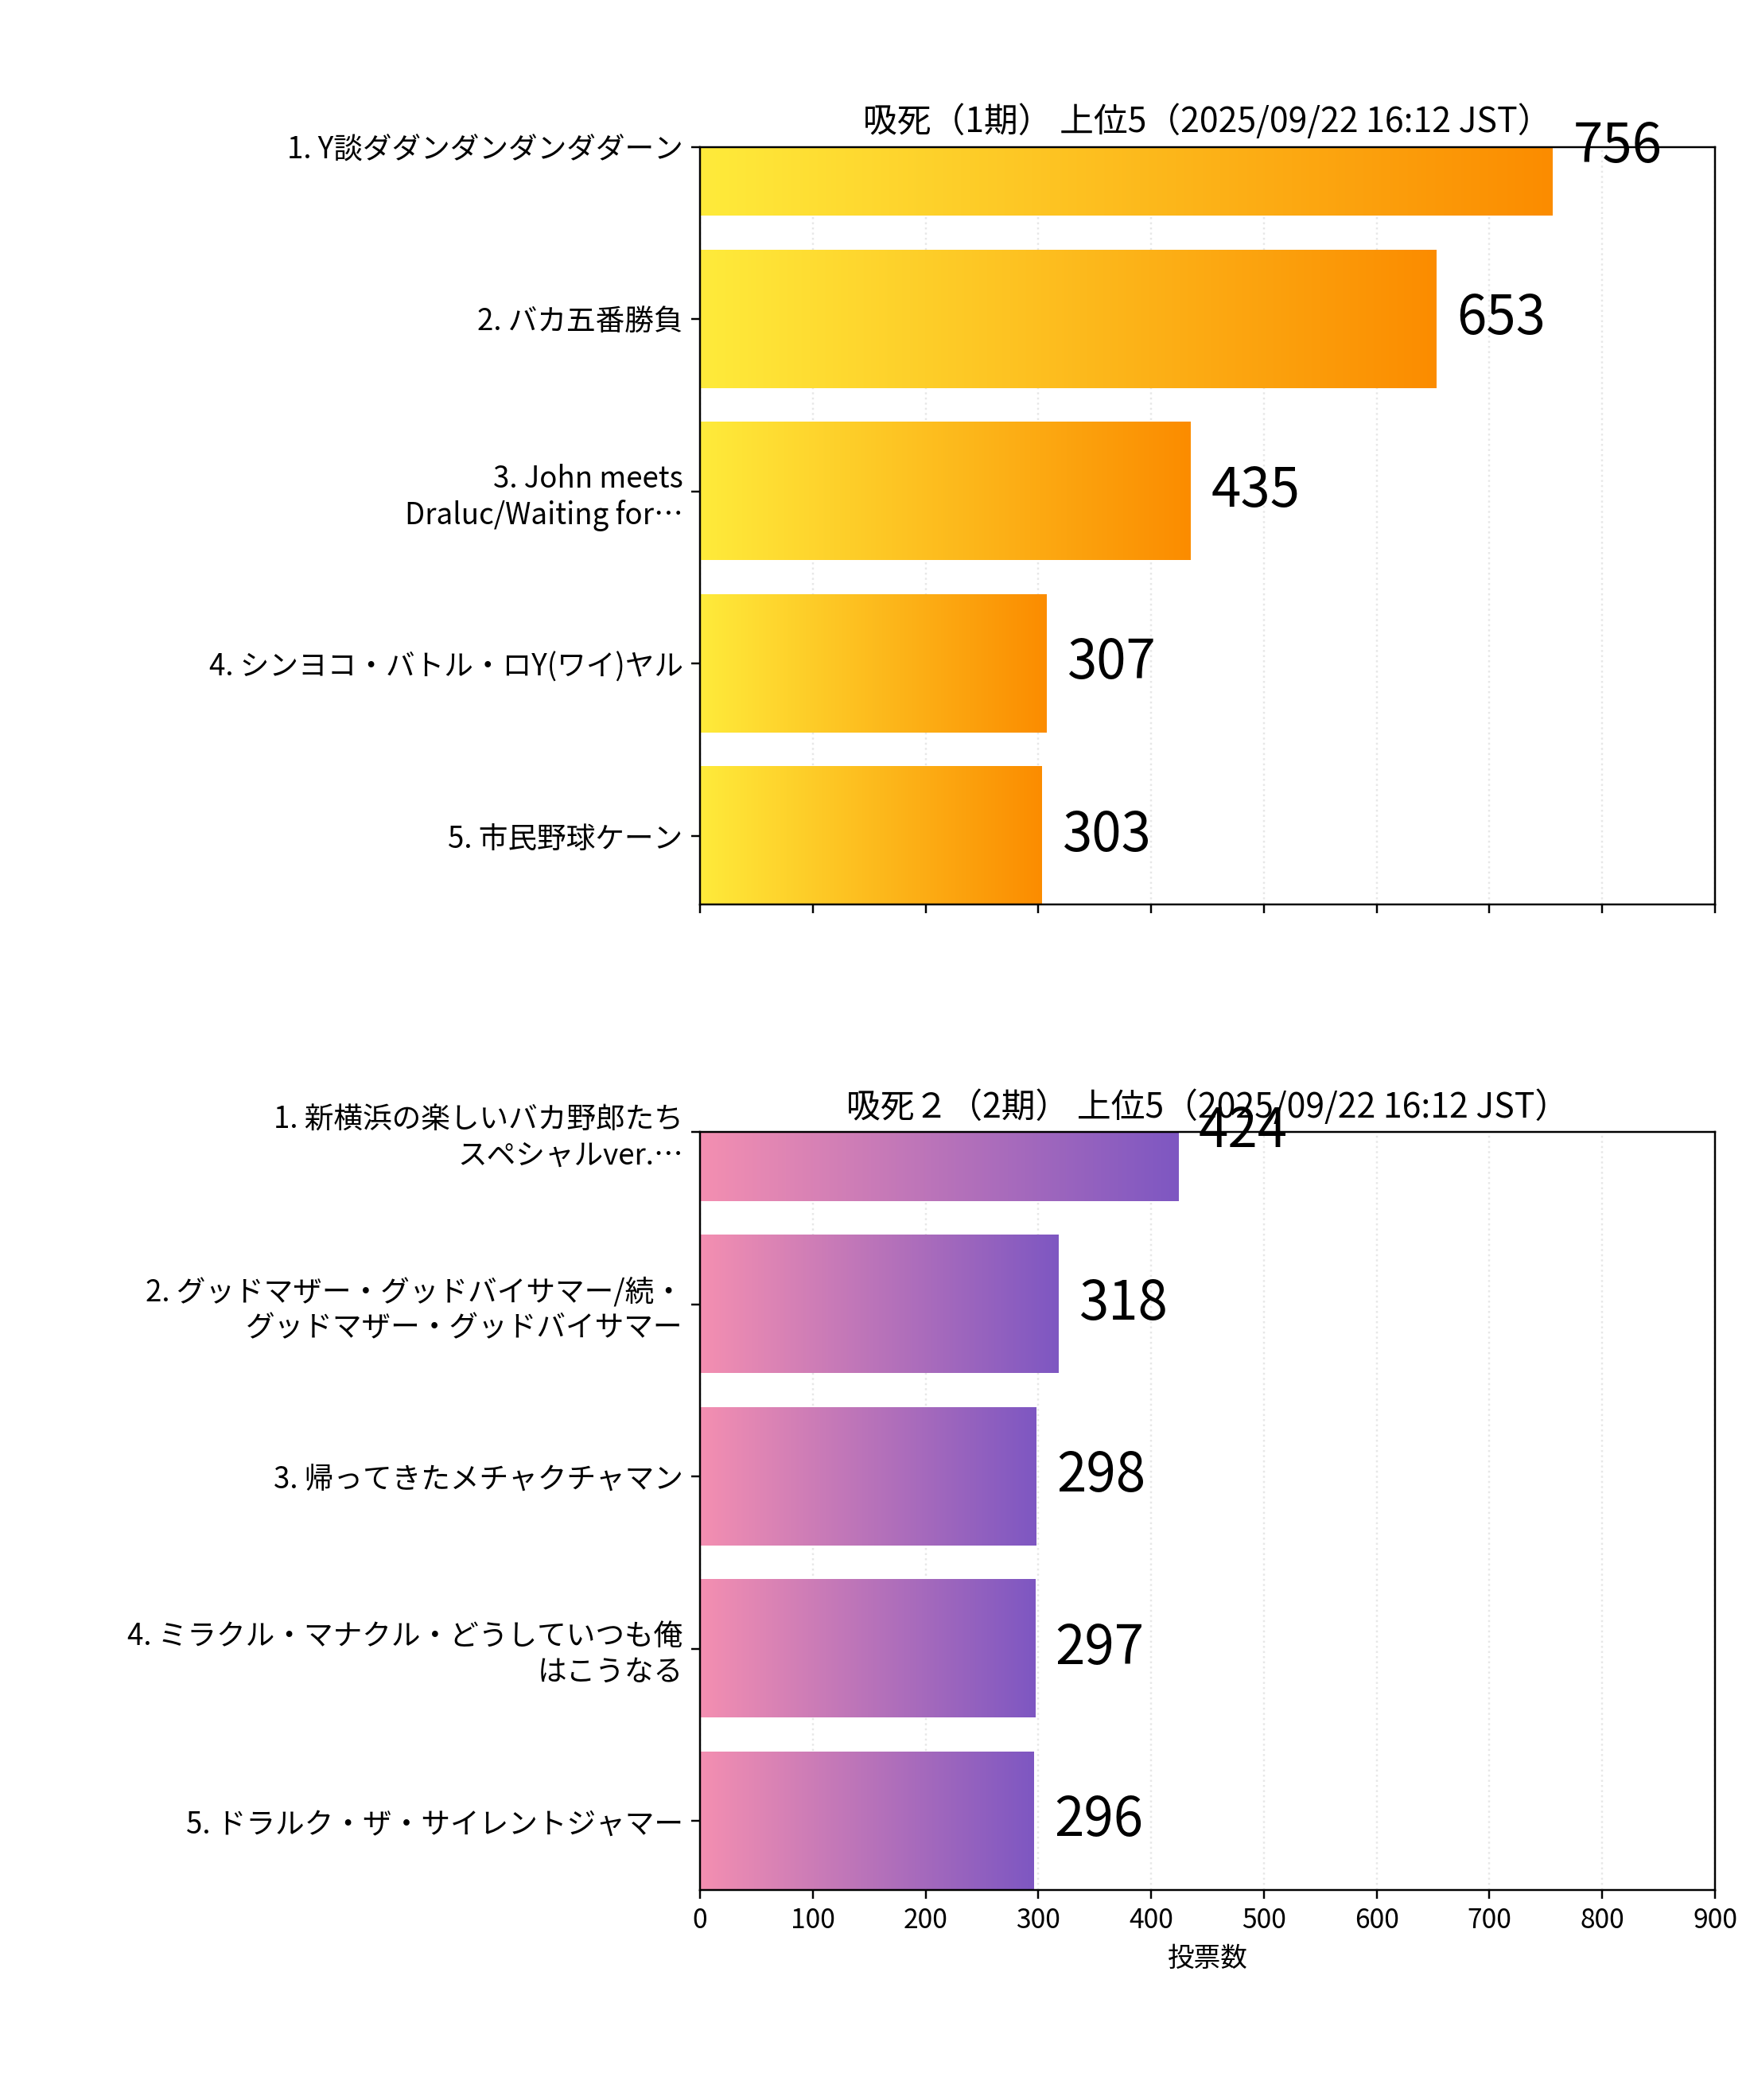 吸死（1期） 上位5（2025/09/22 16:12 JST）
1. Y談ダダンダンダンダダーン
756
2. バカ五番勝負
653
3. John meets
Draluc/Waiting for…
435
4. シンヨコ・バトル・ロY(ワイ)ヤル
307
5. 市民野球ケーン
303
吸死２（2期） 上位5（2025/09/22 16:12 JST）
1. 新横浜の楽しいバカ野郎たち
スペシャルver.…
424
2. グッドマザー・グッドバイサマー/続・
グッドマザー・グッドバイサマー
318
3. 帰ってきたメチャクチャマン
298
4. ミラクル・マナクル・どうしていつも俺
はこうなる
297
5. ドラルク・ザ・サイレントジャマー
296
0 100 200 300 400 500 600 700 800 900
投票数